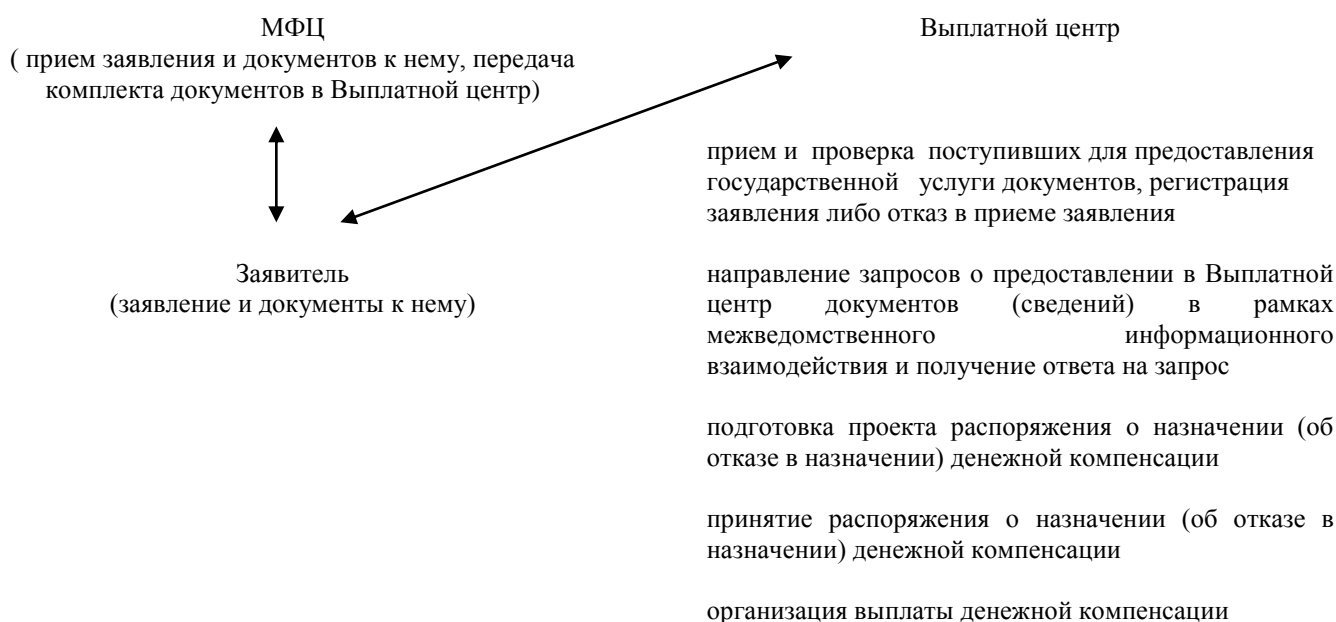 МФЦ
( прием заявления и документов к нему, передача
комплекта документов в Выплатной центр)
Заявитель
(заявление и документы к нему)
Выплатной центр
прием и проверка поступивших для предоставления
государственной услуги документов, регистрация
заявления либо отказ в приеме заявления
направление запросов о предоставлении в Выплатной
центр документов (сведений) в рамках
межведомственного информационного
взаимодействия и получение ответа на запрос
подготовка проекта распоряжения о назначении (об
отказе в назначении) денежной компенсации
принятие распоряжения о назначении (об отказе в
назначении) денежной компенсации
организация выплаты денежной компенсации